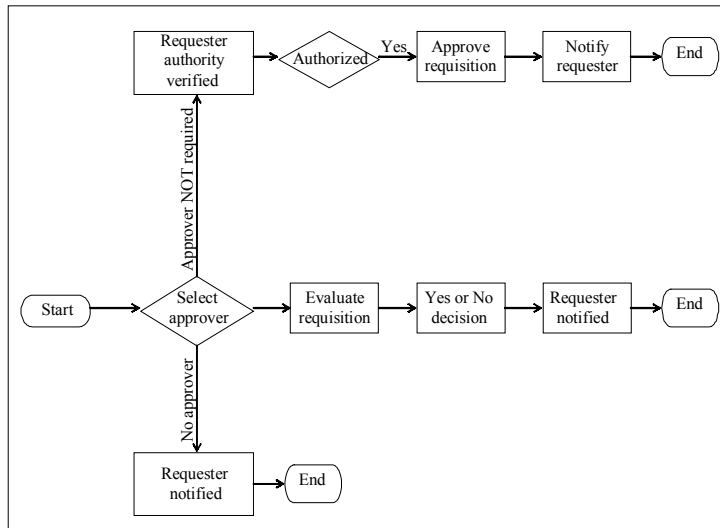 Requester
authority
verified
Authorized
Yes
Approve
requisition
Notify
requester
End
Approver NOT required
Start
Select
approver
Evaluate
requisition
Yes or No
decision
Requester
notified
End
No approver
Requester
notified
End